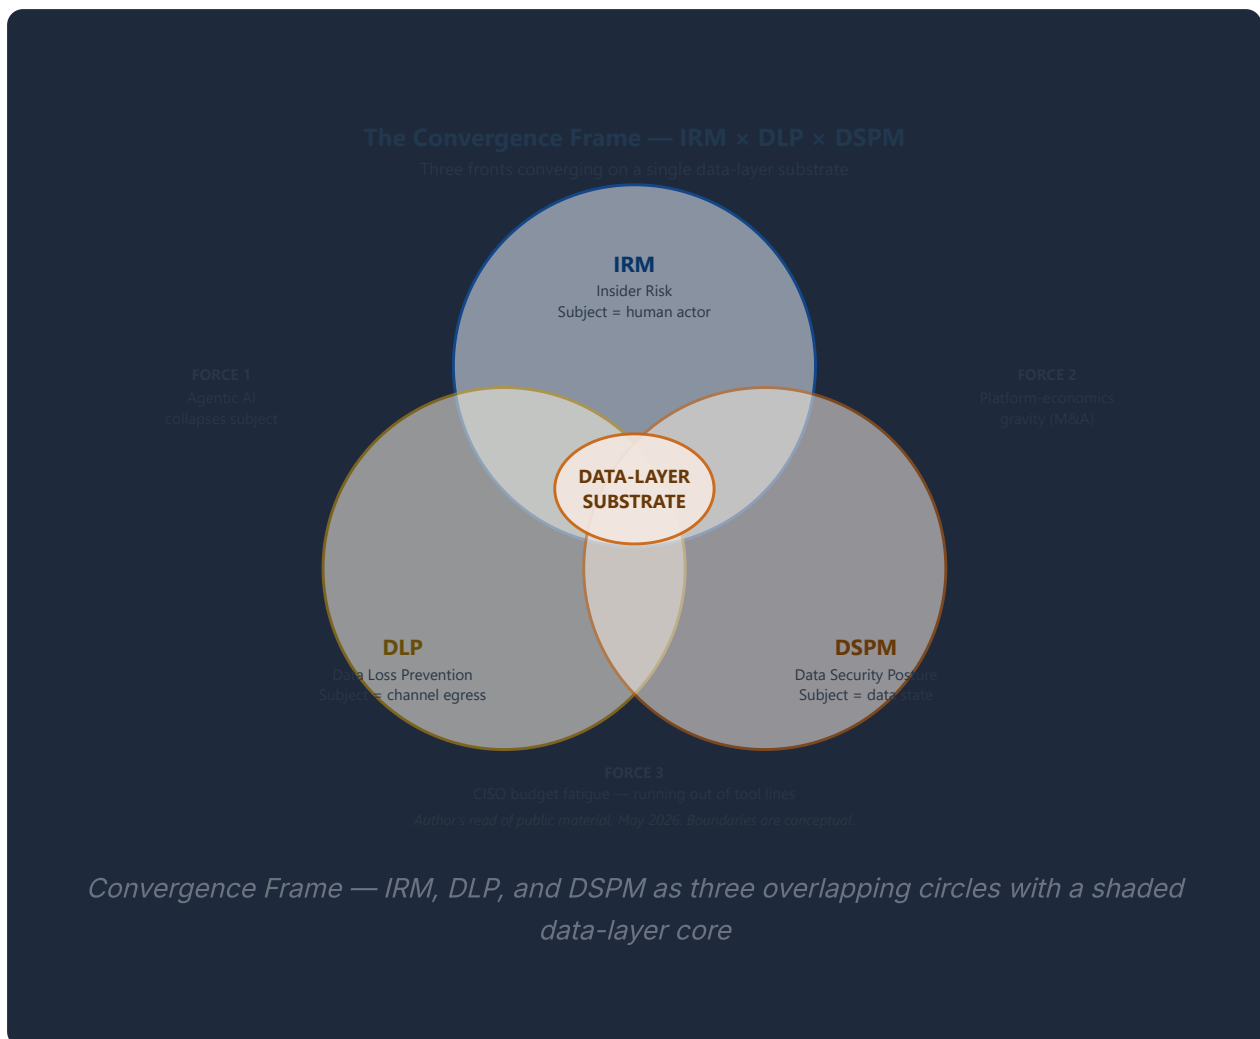 The Convergence Frame — IRM × DLP × DSPM
Three fronts converging on a single data-layer substrate
IRM
Insider Risk
Subject = human actor
FORCE 1
Agentic AI
collapses subject
FORCE 2
Platform-economics
gravity (M&A)
DATA-LAYER
SUBSTRATE
DLP
Data Loss Prevention
Subject = channel egress
DSPM
Data Security Posture
Subject = data state
FORCE 3
CISO budget fatigue — running out of tool lines
Author's read of public material, May 2026. Boundaries are conceptual.
Convergence Frame — IRM, DLP, and DSPM as three overlapping circles with a shaded
data-layer core